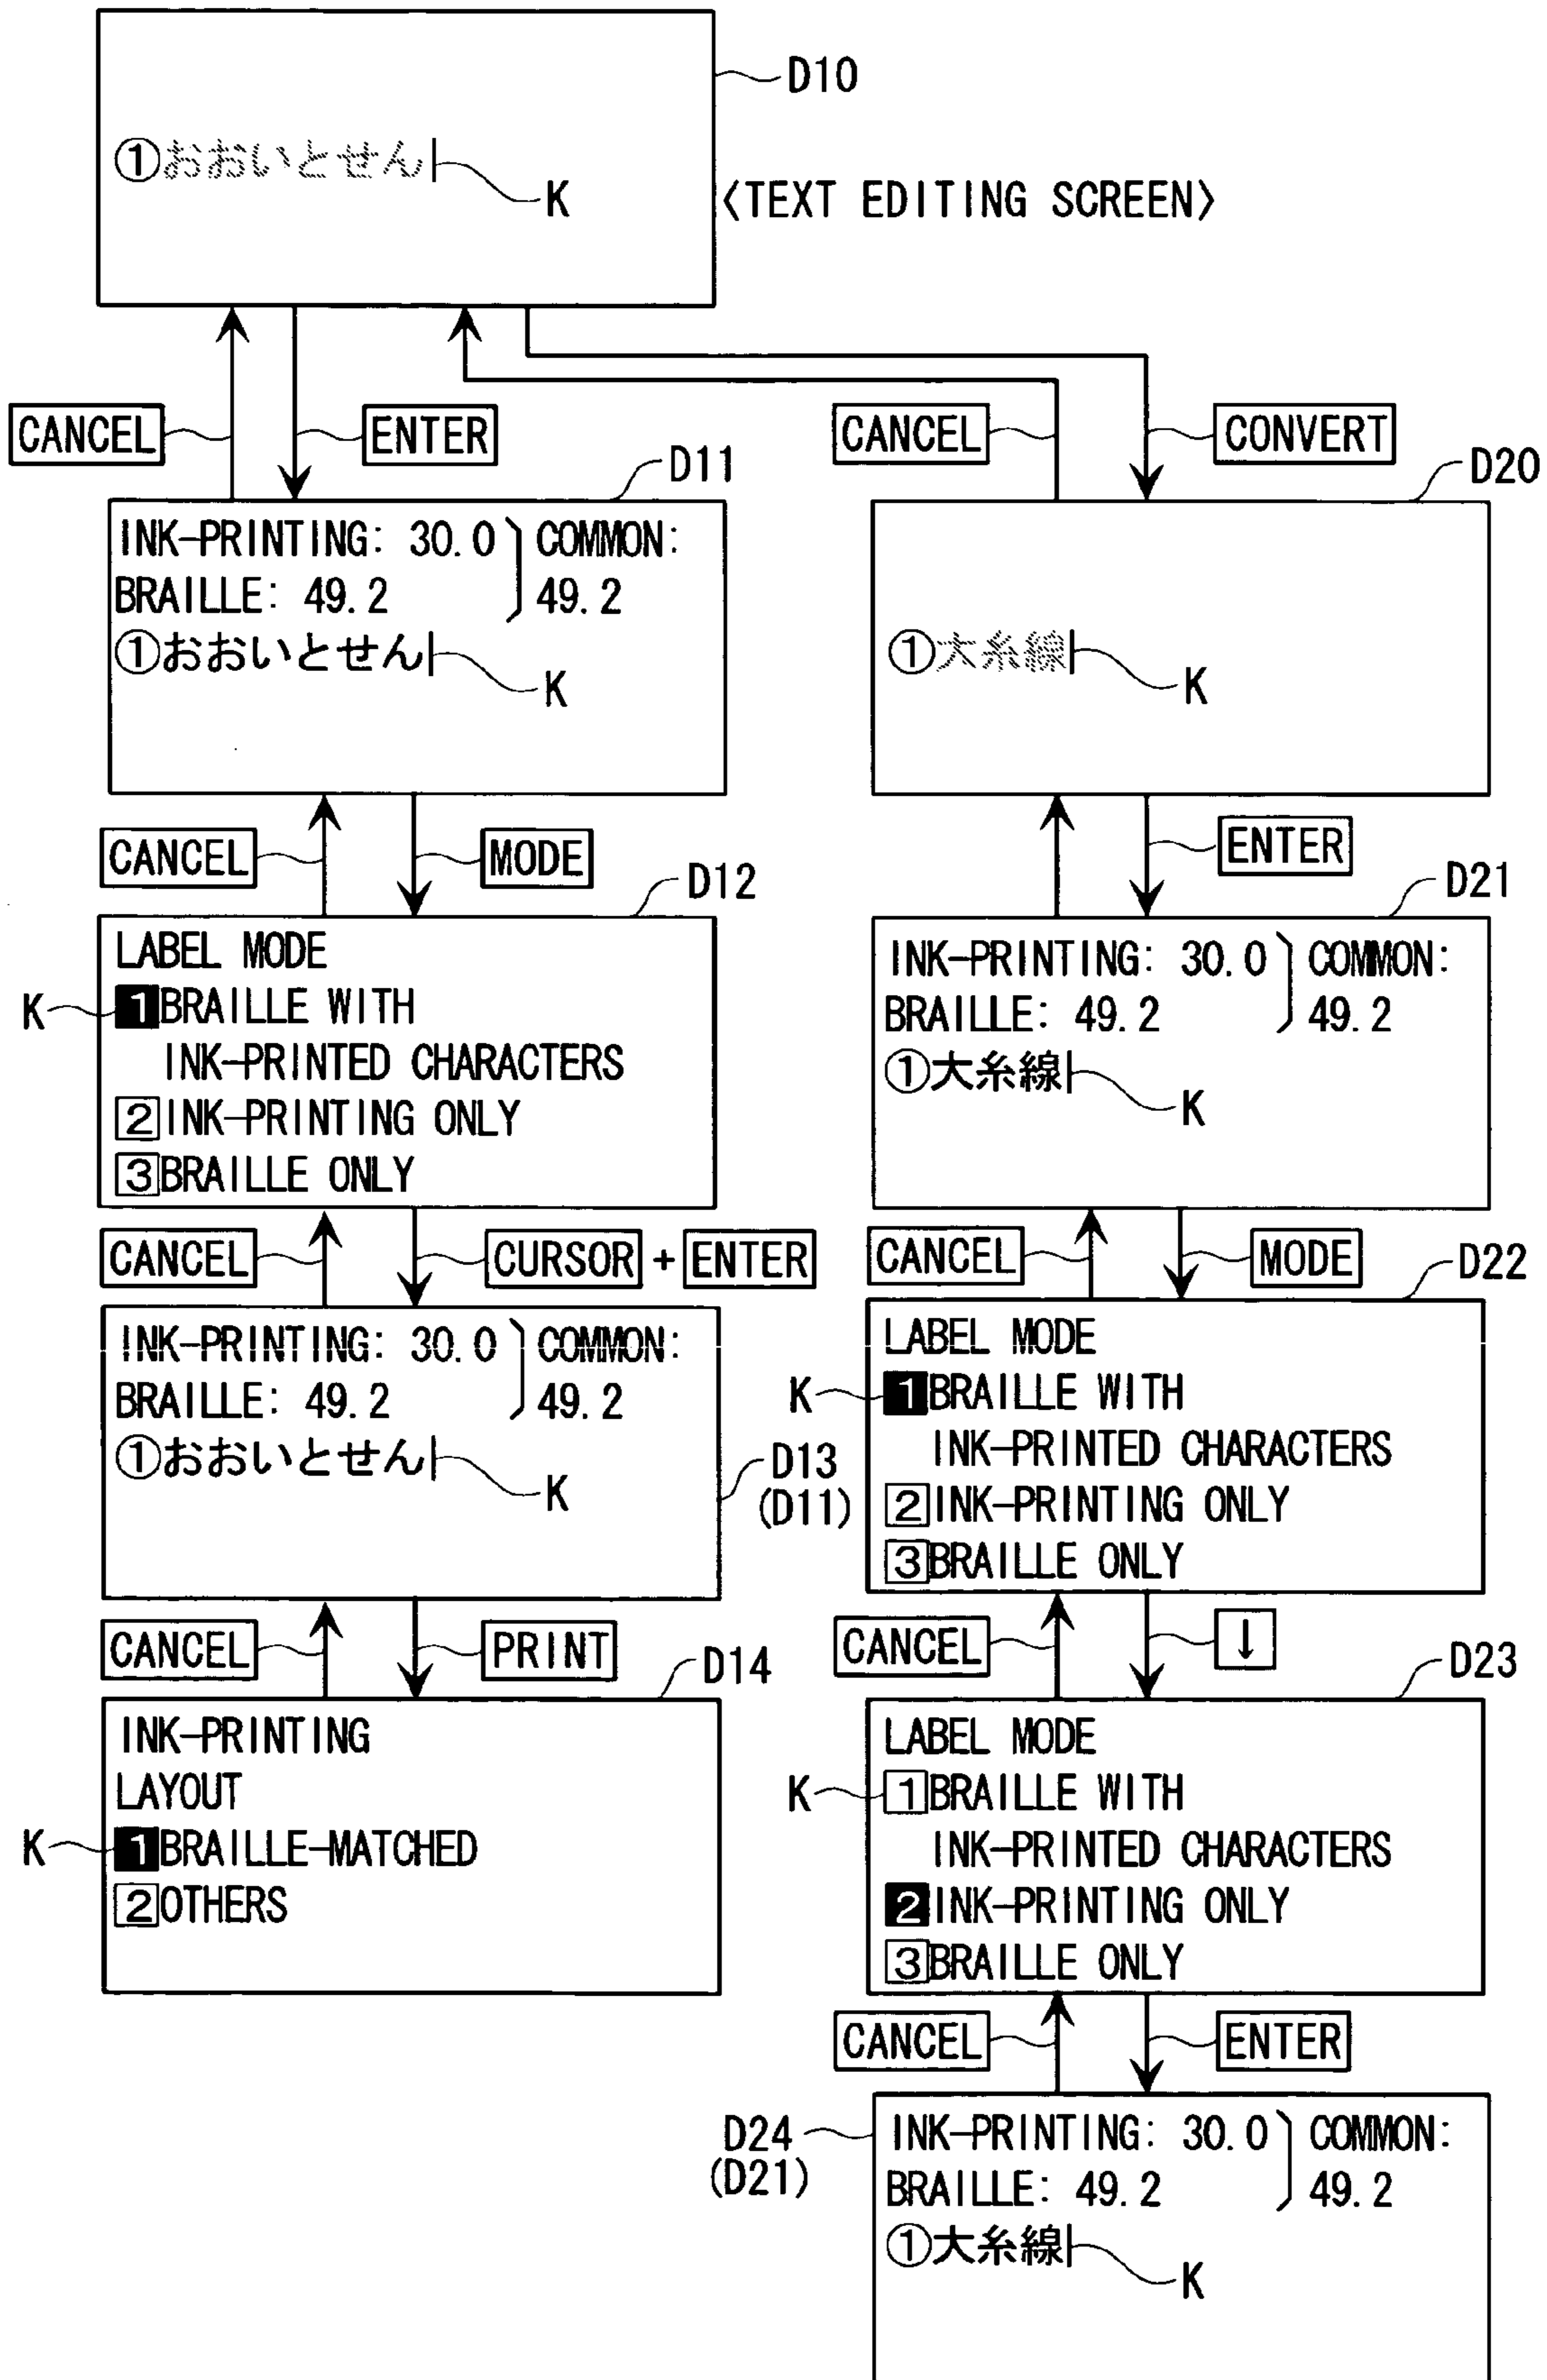 D10
①おおいとせん
K
〈TEXT EDITING SCREEN〉
CANCEL
ENTER
D11
INK-PRINTING: 30.0 COMMON:
BRAILLE: 49.2 49.2
①おおいとせん
K
CANCEL
MODE
D12
LABEL MODE
K
1 BRAILLE WITH
INK-PRINTED CHARACTERS
2 INK-PRINTING ONLY
3 BRAILLE ONLY
CANCEL
CURSOR + ENTER
INK-PRINTING: 30.0 COMMON:
BRAILLE: 49.2 49.2
①おおいとせん
K
D13
(D11)
CANCEL
PRINT
D14
INK-PRINTING
LAYOUT
K
1 BRAILLE-MATCHED
2 OTHERS
CANCEL
CONVERT
D20
①大糸線
K
ENTER
D21
INK-PRINTING: 30.0 COMMON:
BRAILLE: 49.2 49.2
①大糸線
K
CANCEL
MODE
D22
LABEL MODE
K
1 BRAILLE WITH
INK-PRINTED CHARACTERS
2 INK-PRINTING ONLY
3 BRAILLE ONLY
CANCEL
↓
D23
LABEL MODE
K
1 BRAILLE WITH
INK-PRINTED CHARACTERS
2 INK-PRINTING ONLY
3 BRAILLE ONLY
CANCEL
ENTER
D24
(D21)
INK-PRINTING: 30.0 COMMON:
BRAILLE: 49.2 49.2
①大糸線
K